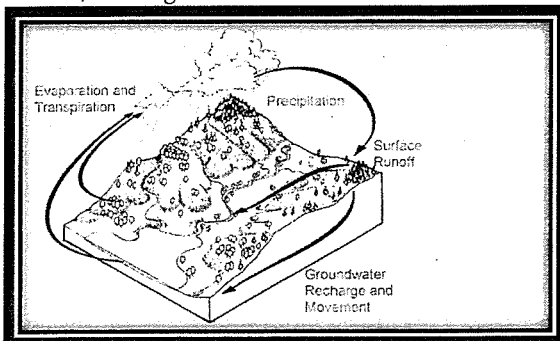 Evaporation and
Transpiration
Precipitation
Surface
Runoff
Groundwater
Recharge and
Movement